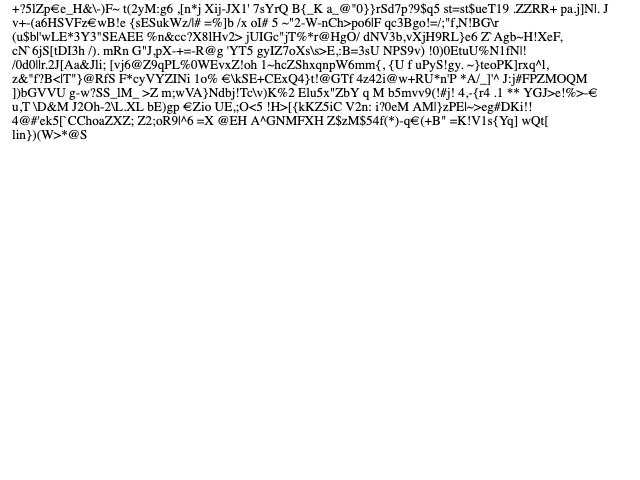 +?5lZp€e_H&\-)F~ t(2yM:g6 ,[n*j Xij-JX1' 7sYrQ B{_K a_@"0}}rSd7p?9$q5 st=st$ueT19 .ZZRR+ pa.j]Nl. J
v+-(a6HSVFz€wB!e {sESukWz/l# =%]b /x oI# 5 ~"2-W-nCh>po6lF qc3Bgo!=/;"f,N!BG\r
(u$b|'wLE*3Y3"SEAEE %n&cc?X8lHv2> jUIGc"jT%*r@HgO/ dNV3b,vXjH9RL}e6 Z`Agb~H!XeF,
cN`6jS[tDI3h /). mRn G"J,pX-+=-R@g 'YT5 gyIZ7oXs\s>E,:B=3sU NPS9v) !0)0EtuU%N1fN|!
/0d0||r.2J[Aa&Jli; [vj6@Z9qPL%0WEvxZ!oh 1~hcZShxqnpW6mm{, {U f uPyS!gy. ~}teoPK]rxq^l,
z&"f?B<lT"}@RfS F*cyVYZINi 1o% €\kSE+CExQ4}t!@GTf 4z42i@w+RU*n'P *A/_]'^ J:j#FPZMOQM
])bGVVU g-w?SS_lM_ >Z m;wVA}Ndbj!Tc\v)K%2 Elu5x"ZbY q M b5mvv9(!#j! 4,-{r4 .1 ** YGJ>e!%>-€
u,T \D&M J2Oh-2\L.XL bE)gp €Zio UE,;O<5 !H>[{kKZ5iC V2n: i?0eM AMl}zPEl~>eg#DKi!!
4@#'ek5[`CChoaZXZ; Z2;oR9l^6 =X @EH A^GNMFXH Z$zM$54f(*)-q€(+B" =K!V1s{Yq] wQt[
lin})(W>*@S